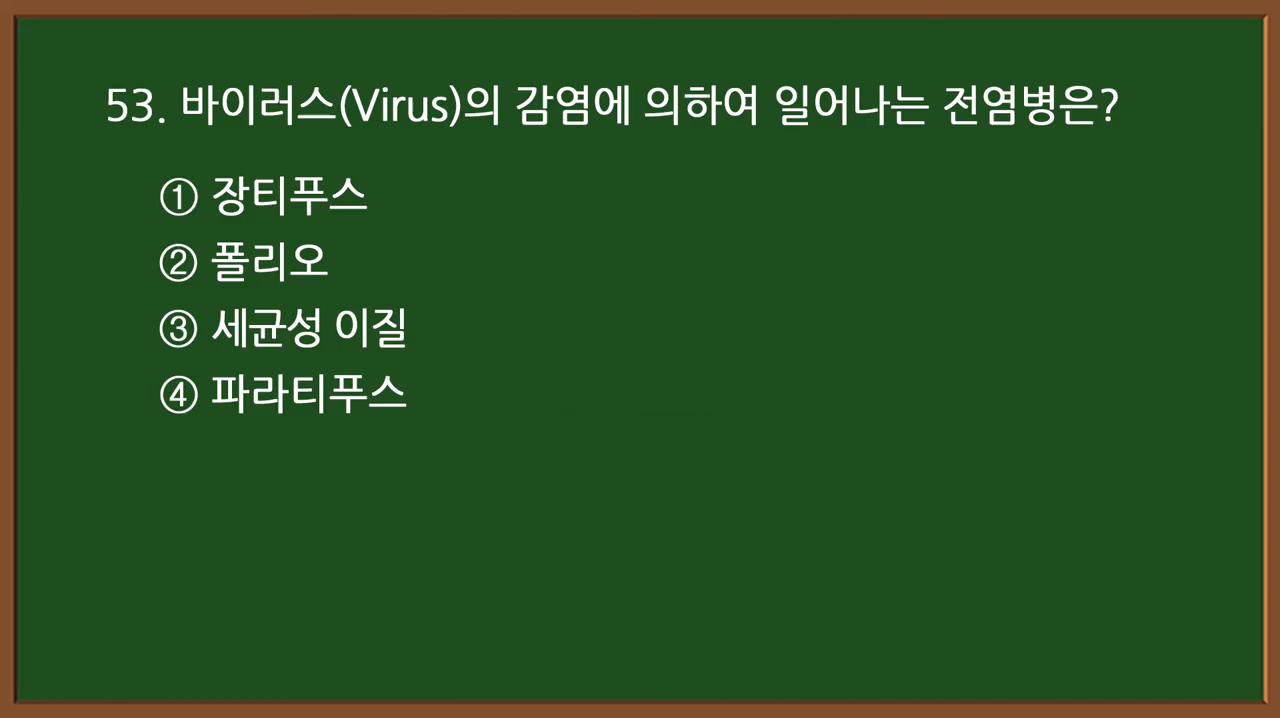 53. 바이러스(Virus)의 감염에 의하여 일어나는 전염병은?
① 장티푸스
② 폴리오
③ 세균성 이질
④ 파라티푸스